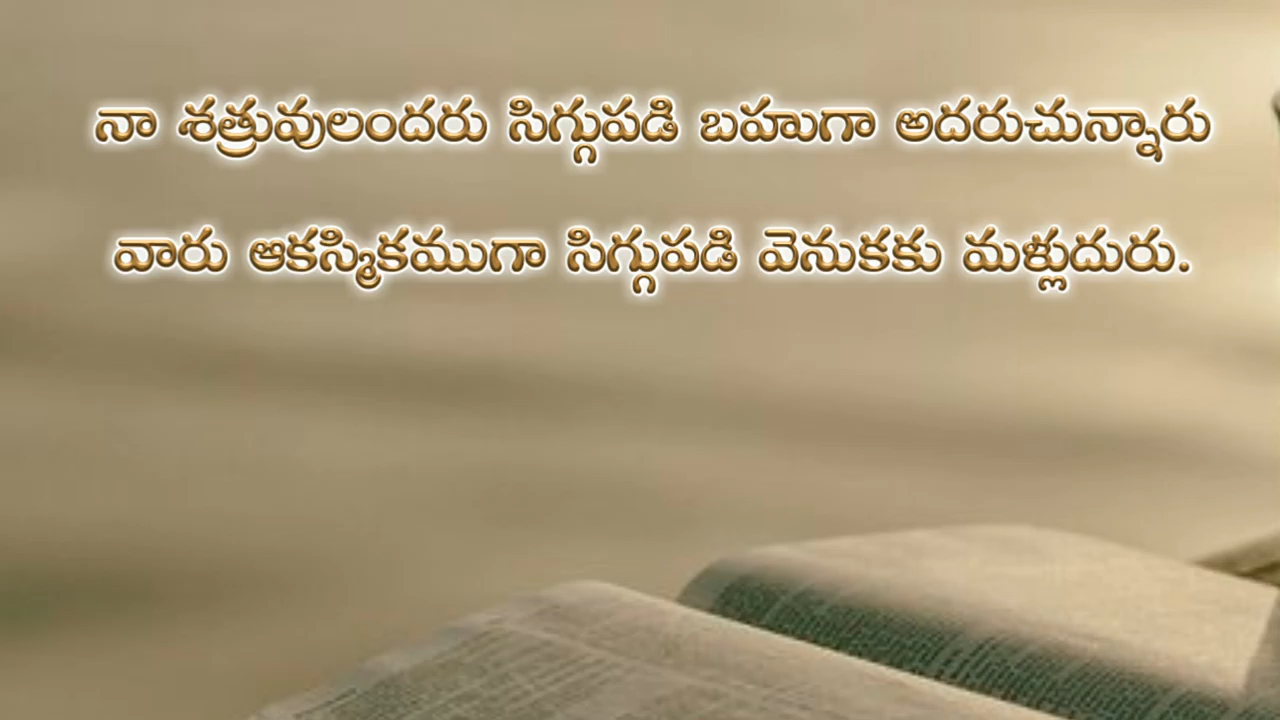 నా శత్రువులందరు సిగ్గుపడి బహుగా అదరుచున్నారు
వారు ఆకస్మికముగా సిగ్గుపడి వెనుకకు మళ్లుదురు.